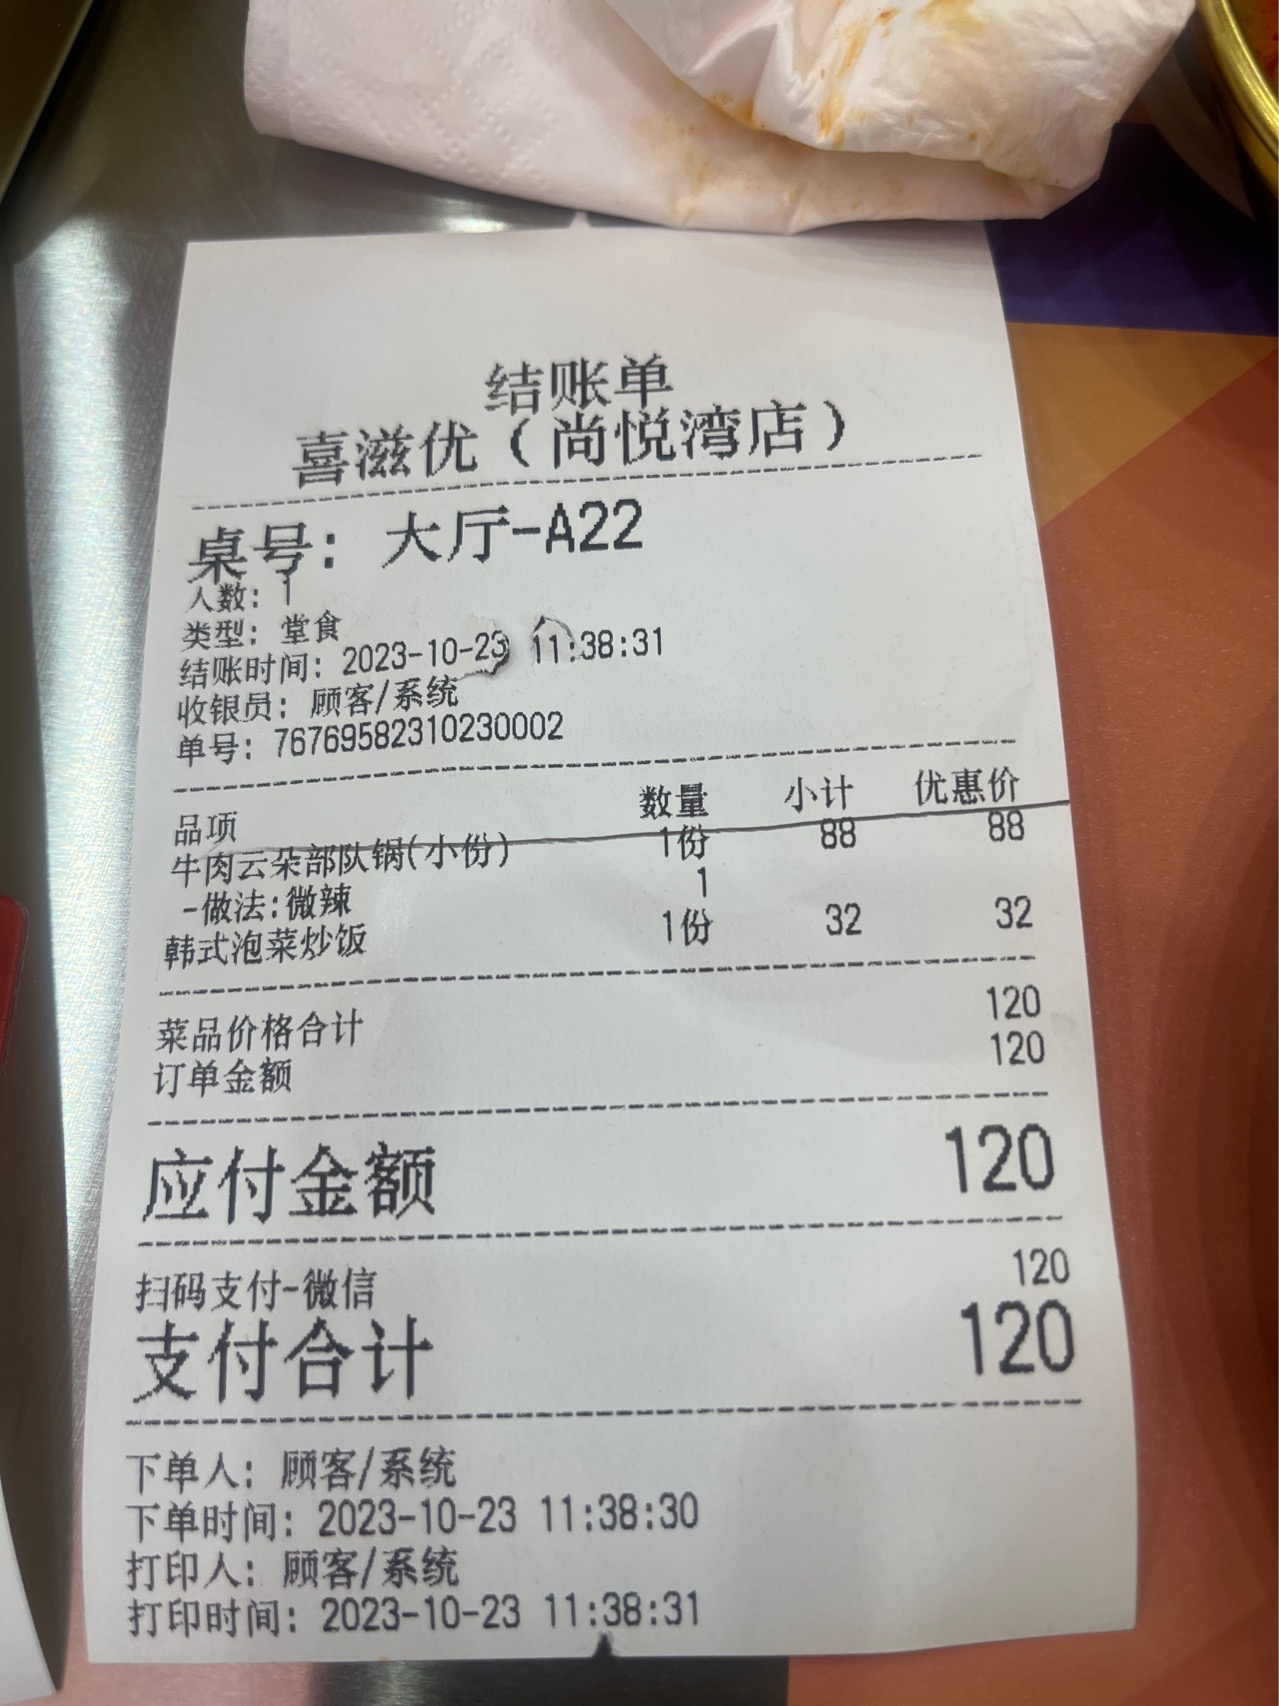 结账单
喜滋优（尚悦湾店）
桌号: 大厅-A22
人数: 1
类型: 堂食
结账时间: 2023-10-23 11:38:31
收银员: 顾客/系统
单号: 76769582310230002
品项 数量 小计 优惠价
牛肉云朵部队锅(小份) 1份 88 88
-做法:微辣 1
韩式泡菜炒饭 1份 32 32
菜品价格合计 120
订单金额 120
应付金额 120
扫码支付-微信 120
支付合计 120
下单人: 顾客/系统
下单时间: 2023-10-23 11:38:30
打印人: 顾客/系统
打印时间: 2023-10-23 11:38:31